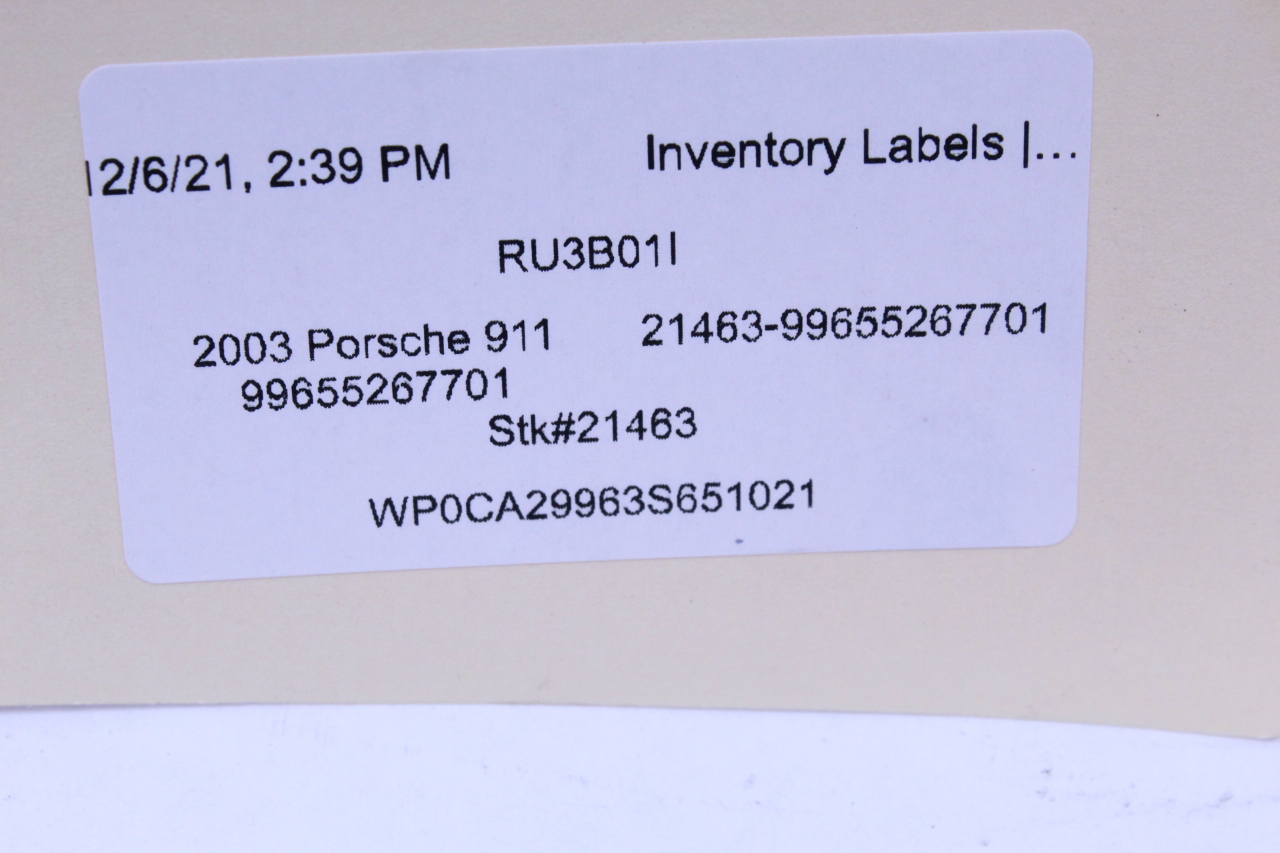 12/6/21, 2:39 PM Inventory Labels |...
RU3B01I
2003 Porsche 911 21463-99655267701
99655267701
Stk#21463
WP0CA29963S651021